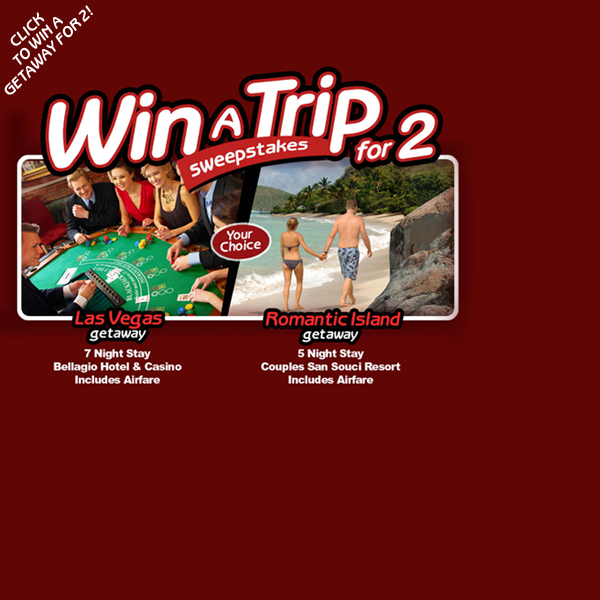 CLICK
TO WIN A
GETAWAY FOR 2!
Win A Trip
sweepstakes
for 2
Your
Choice
Las Vegas
getaway
7 Night Stay
Bellagio Hotel & Casino
Includes Airfare
Romantic Island
getaway
5 Night Stay
Couples San Souci Resort
Includes Airfare